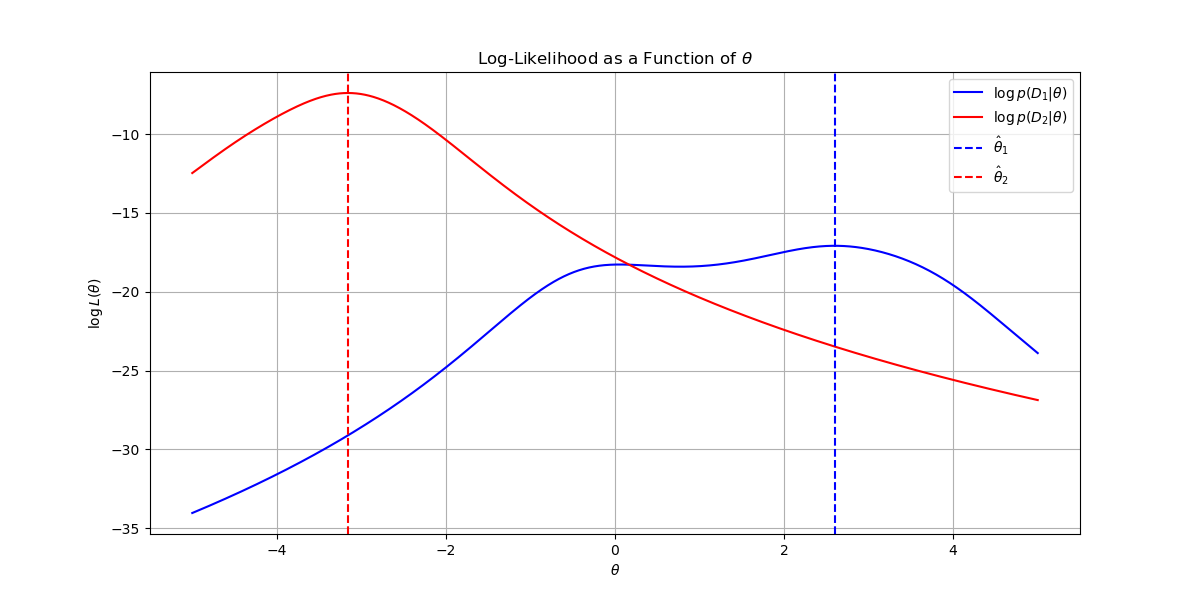 Log-Likelihood as a Function of θ
log L(θ)
−10
−15
−20
−25
−30
−35
−4
−2
0
2
4
θ
log p(D₁|θ)
log p(D₂|θ)
θ̂₁
θ̂₂